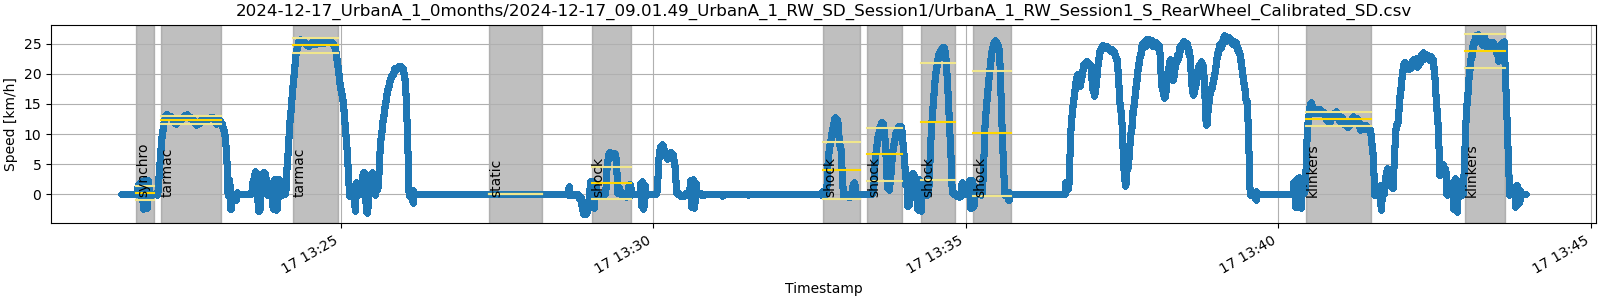 2024-12-17_UrbanA_1_0months/2024-12-17_09.01.49_UrbanA_1_RW_SD_Session1/UrbanA_1_RW_Session1_S_RearWheel_Calibrated_SD.csv
Speed [km/h]
25
20
15
10
5
0
synchro
tarmac
tarmac
static
shock
shock
shock
shock
shock
klinkers
klinkers
17 13:25
17 13:30
17 13:35
17 13:40
17 13:45
Timestamp